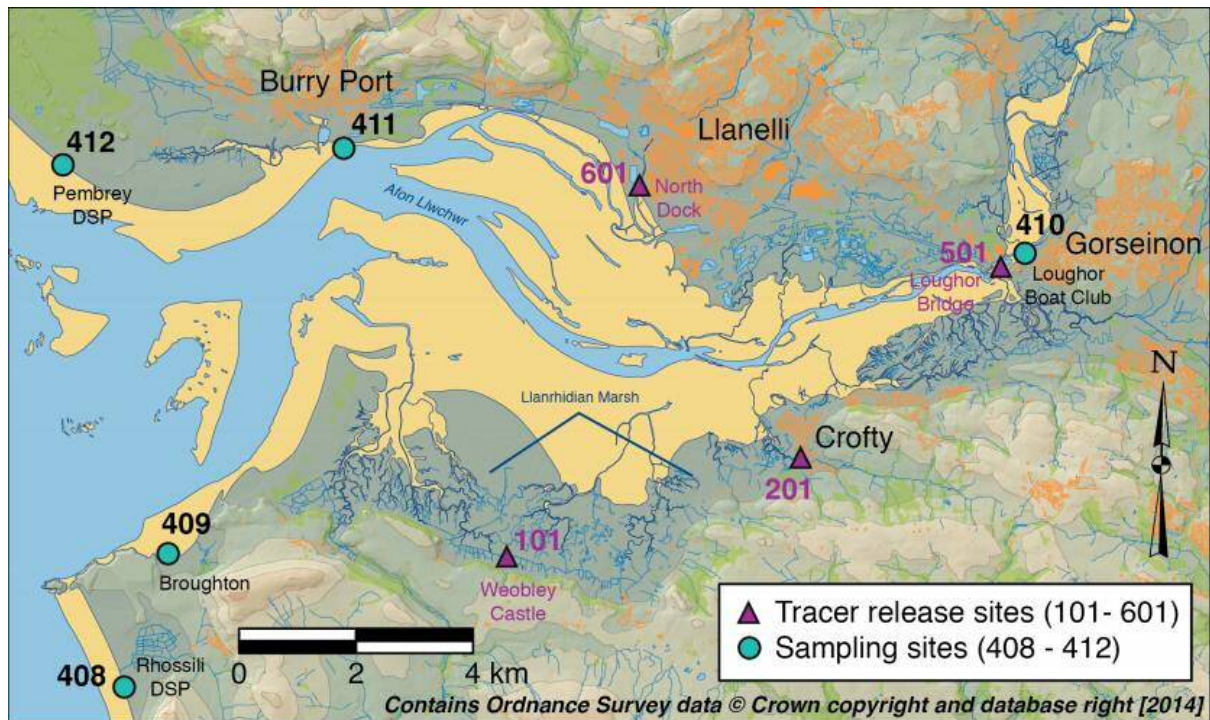 Burry Port
411
412
Pembrey
DSP
Afon Llwchwr
Llanelli
601
North
Dock
410
Gorseinon
501
Loughor
Bridge
Loughor
Boat Club
Llanrhidian Marsh
Crofty
201
N
409
Broughton
101
Weobley
Castle
408
Rhossili
DSP
0 2 4 km
Tracer release sites (101- 601)
Sampling sites (408 - 412)
Contains Ordnance Survey data © Crown copyright and database right [2014]